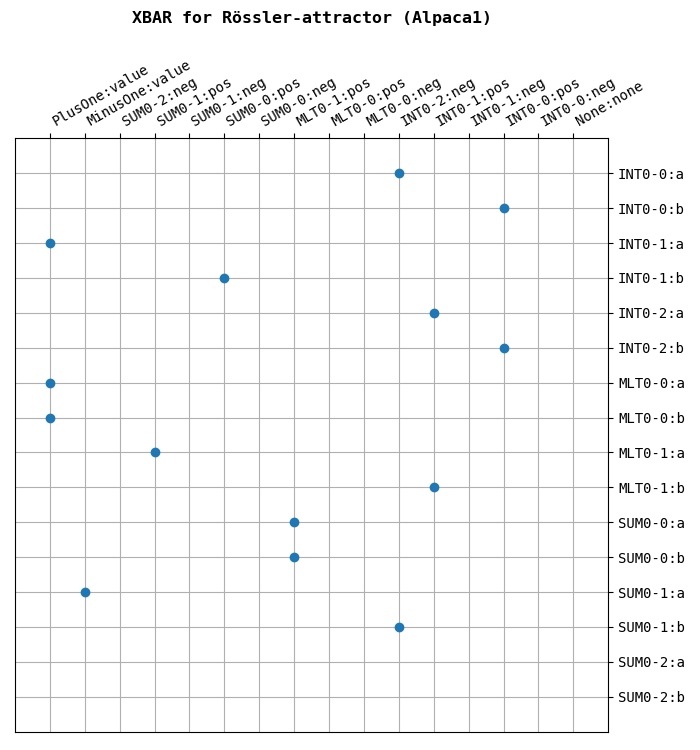 XBAR for Rössler-attractor (Alpaca1)
PlusOne:value
MinusOne:value
SUM0-2:neg
SUM0-1:pos
SUM0-1:neg
SUM0-0:pos
SUM0-0:neg
MLT0-1:pos
MLT0-0:pos
MLT0-0:neg
INT0-2:neg
INT0-1:pos
INT0-1:neg
INT0-0:pos
INT0-0:neg
None:none
INT0-0:a
INT0-0:b
INT0-1:a
INT0-1:b
INT0-2:a
INT0-2:b
MLT0-0:a
MLT0-0:b
MLT0-1:a
MLT0-1:b
SUM0-0:a
SUM0-0:b
SUM0-1:a
SUM0-1:b
SUM0-2:a
SUM0-2:b